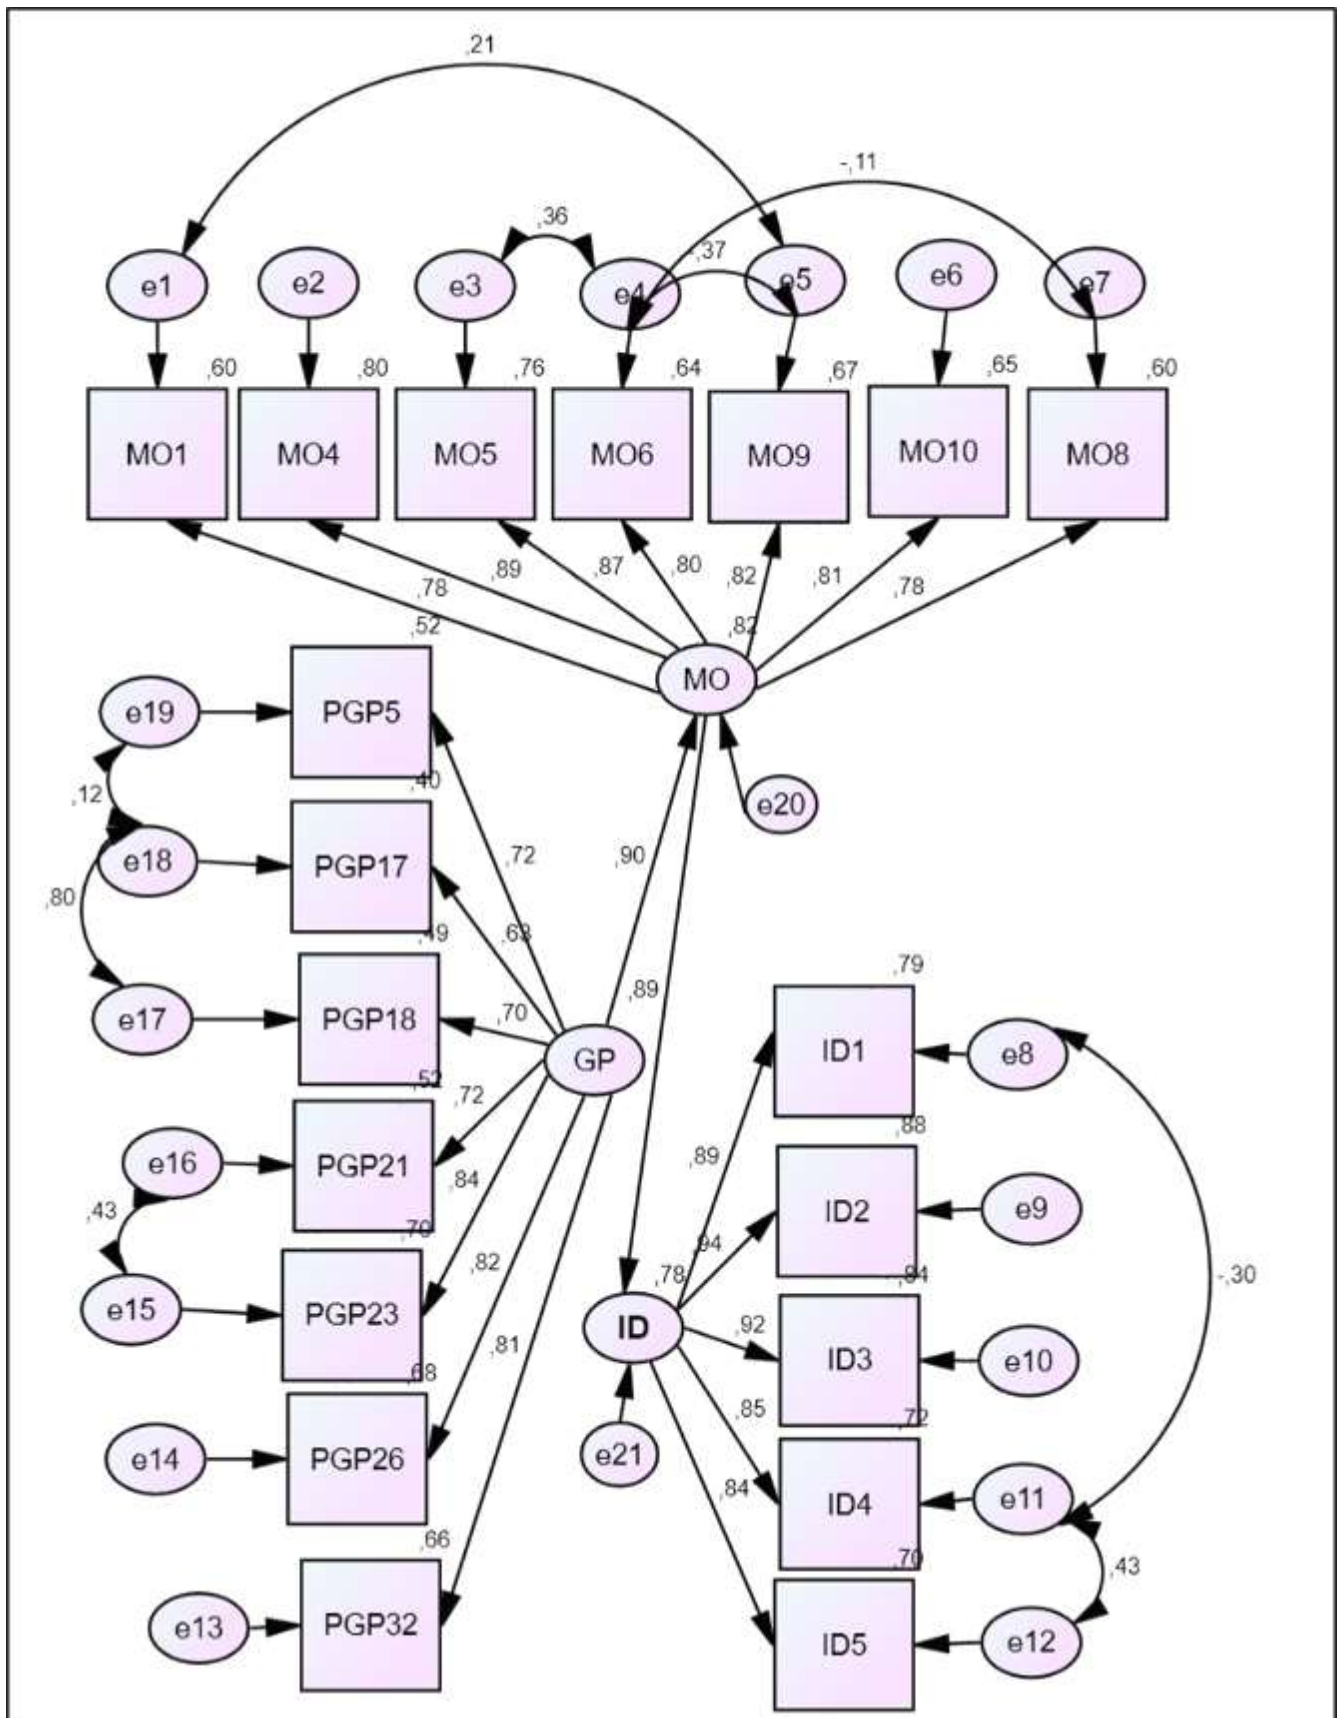 ,21
-,11
,36
-,37
e1 e2 e3 e4 e5 e6 e7
,60 ,80 ,76 ,64 ,67 ,65 ,60
MO1 MO4 MO5 MO6 MO9 MO10 MO8
,78 ,89 ,87 ,80 ,82 ,81 ,78
,52 ,82
MO
e19 PGP5
,40
,12 e20
e18 PGP17 ,72 ,90
,80
,49 ,63
,89 ,79
e17 PGP18 ,70
GP ID1 e8
,52 ,72
,88
e16 PGP21 ,89
,84
,43 ID2 e9
,70 ,94
,82 ,78 ,84 -,30
e15 PGP23 ID ,92
,81 ID3 e10
,68
,85 ,72
e14 PGP26 e21
,84 ID4 e11
,66 ,70
,43
e13 PGP32 ID5 e12